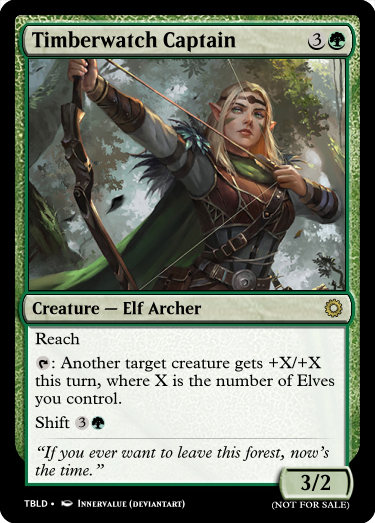 Timberwatch Captain 3
Creature — Elf Archer
Reach
: Another target creature gets +X/+X
this turn, where X is the number of Elves
you control.
Shift 3
“If you ever want to leave this forest, now’s
the time.”
3/2
TBLD • INNERVALUE (DEVIANTART)
(NOT FOR SALE)